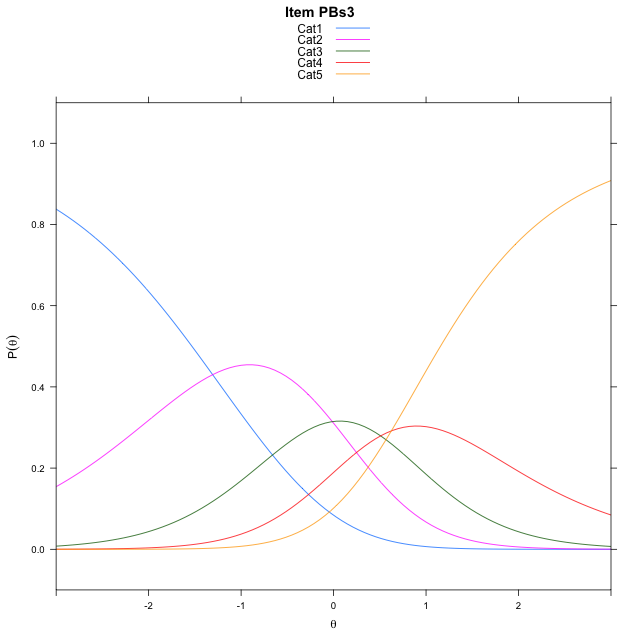 Item PBs3
Cat1
Cat2
Cat3
Cat4
Cat5
1.0
0.8
0.6
0.4
0.2
0.0
P(θ)
-2 -1 0 1 2
θ